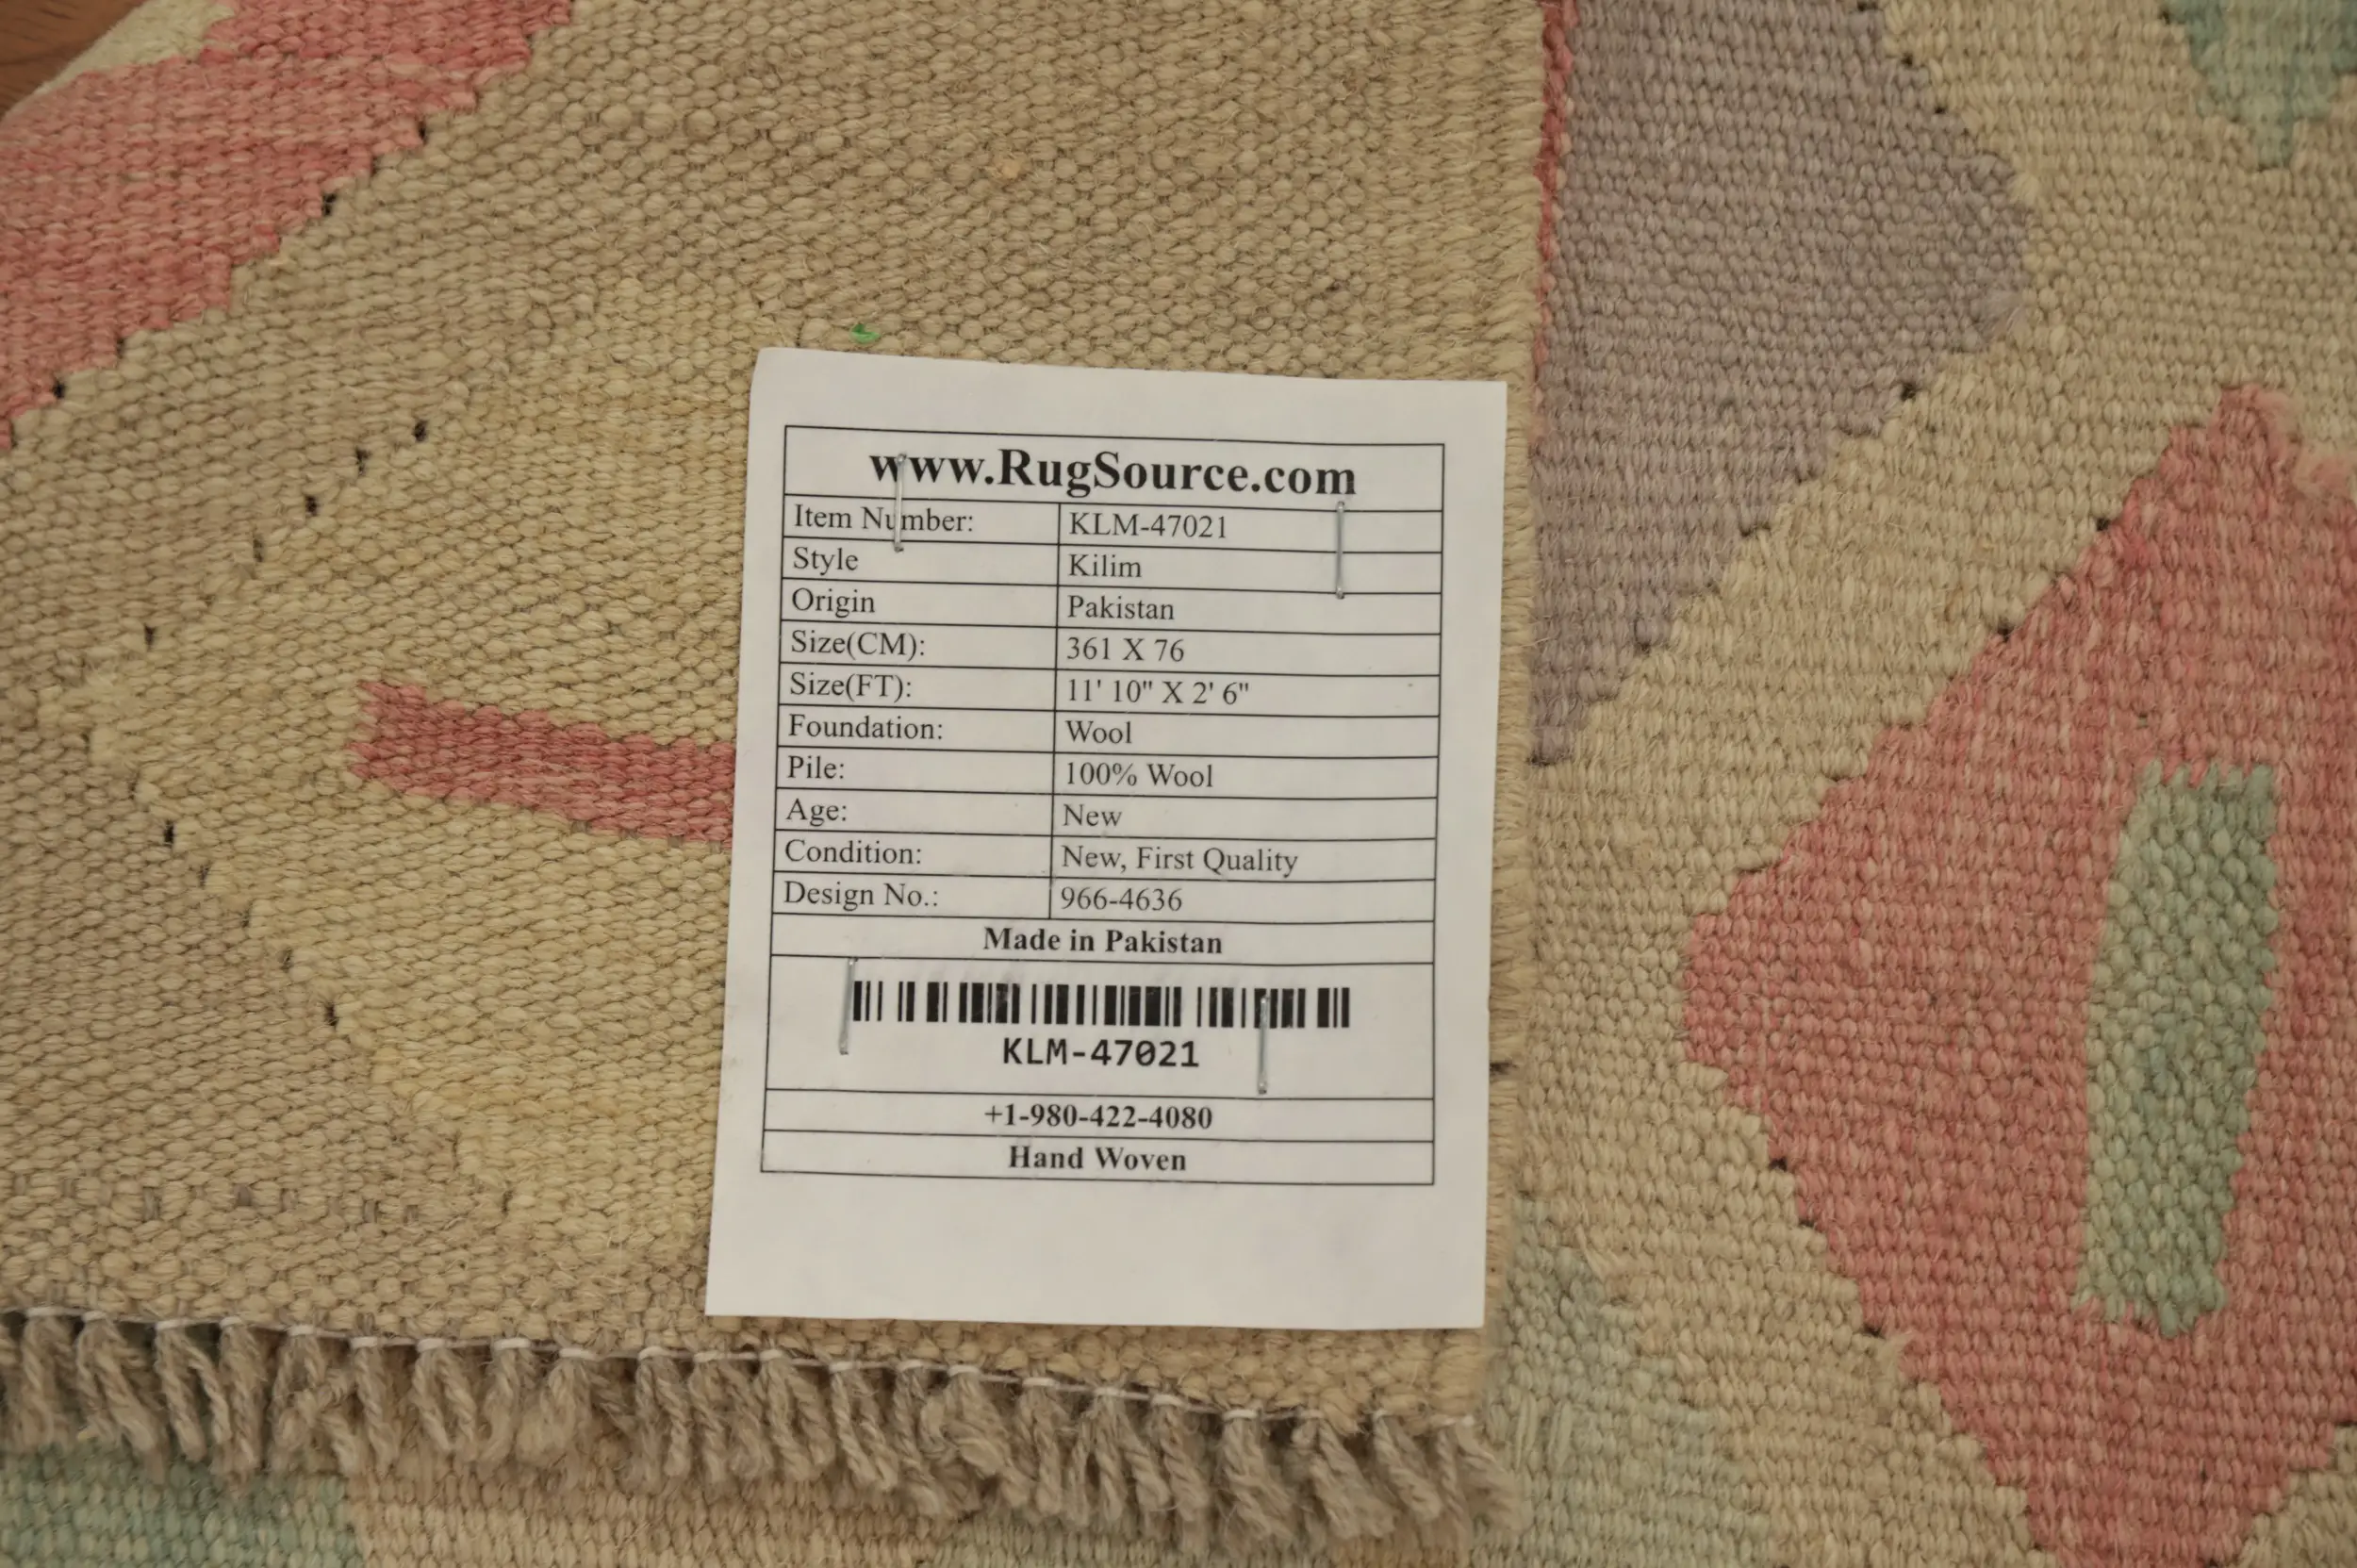 www.RugSource.com
Item Number: KLM-47021
Style Kilim
Origin Pakistan
Size(CM): 361 X 76
Size(FT): 11' 10" X 2' 6"
Foundation: Wool
Pile: 100% Wool
Age: New
Condition: New, First Quality
Design No.: 966-4636
Made in Pakistan
KLM-47021
+1-980-422-4080
Hand Woven